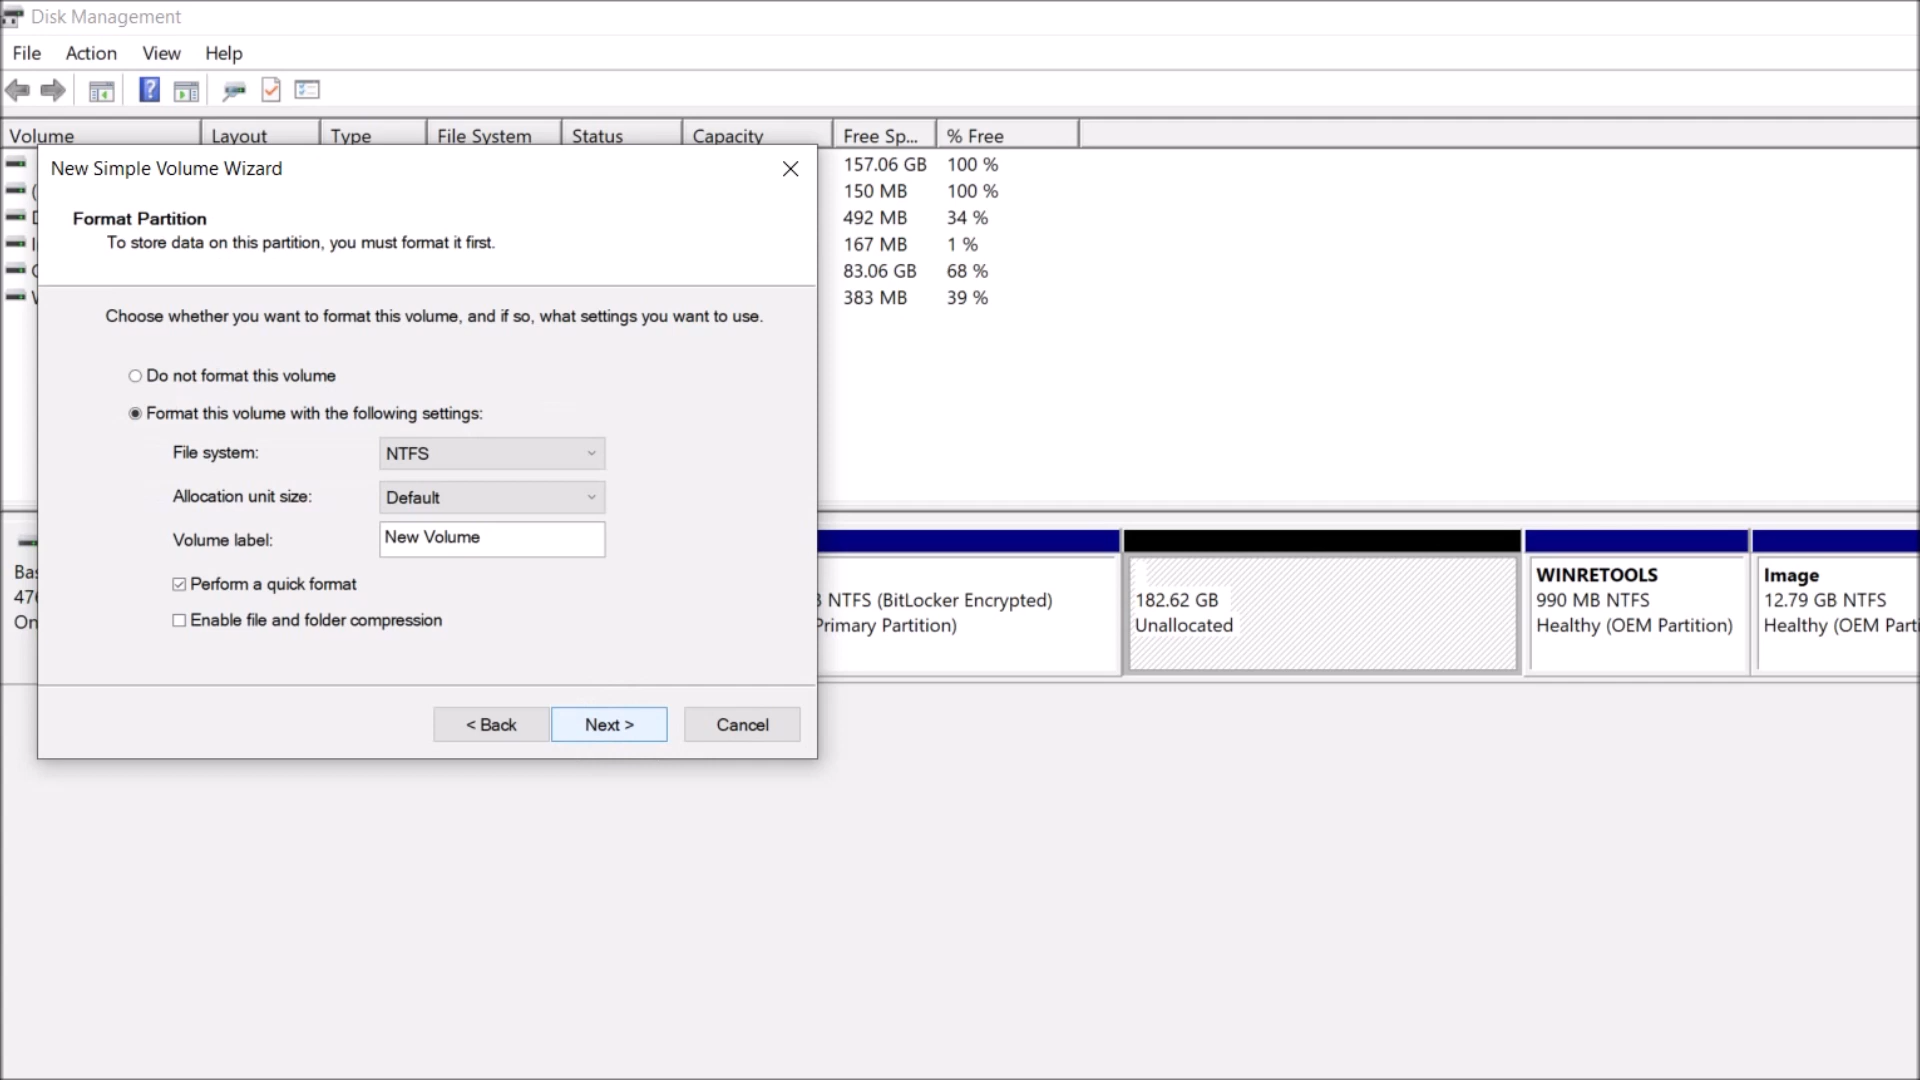 Disk Management
File Action View Help
Volume Layout Type File System Status Capacity Free Sp... % Free
157.06 GB 100 %
( 150 MB 100 %
492 MB 34 %
167 MB 1 %
83.06 GB 68 %
383 MB 39 %
New Simple Volume Wizard
Format Partition
To store data on this partition, you must format it first.
Choose whether you want to format this volume, and if so, what settings you want to use.
Do not format this volume
Format this volume with the following settings:
File system: NTFS
Allocation unit size: Default
Volume label: New Volume
Perform a quick format
Enable file and folder compression
< Back Next > Cancel
Bas
476
On
NTFS (BitLocker Encrypted)
Primary Partition)
182.62 GB
Unallocated
WINRETOOLS
990 MB NTFS
Healthy (OEM Partition)
Image
12.79 GB NTFS
Healthy (OEM Parti